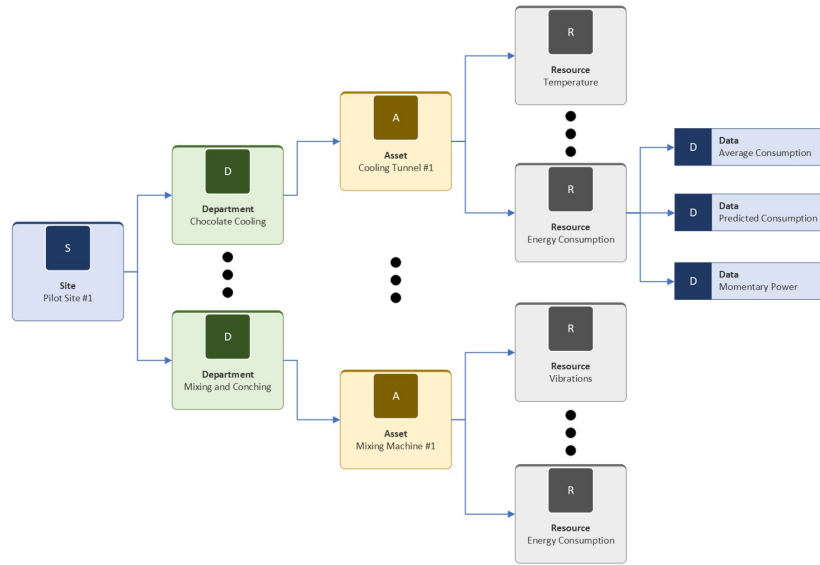 S
Site
Pilot Site #1
D
Department
Chocolate Cooling
D
Department
Mixing and Conching
A
Asset
Cooling Tunnel #1
A
Asset
Mixing Machine #1
R
Resource
Temperature
R
Resource
Energy Consumption
R
Resource
Vibrations
R
Resource
Energy Consumption
D
Data
Average Consumption
D
Data
Predicted Consumption
D
Data
Momentary Power